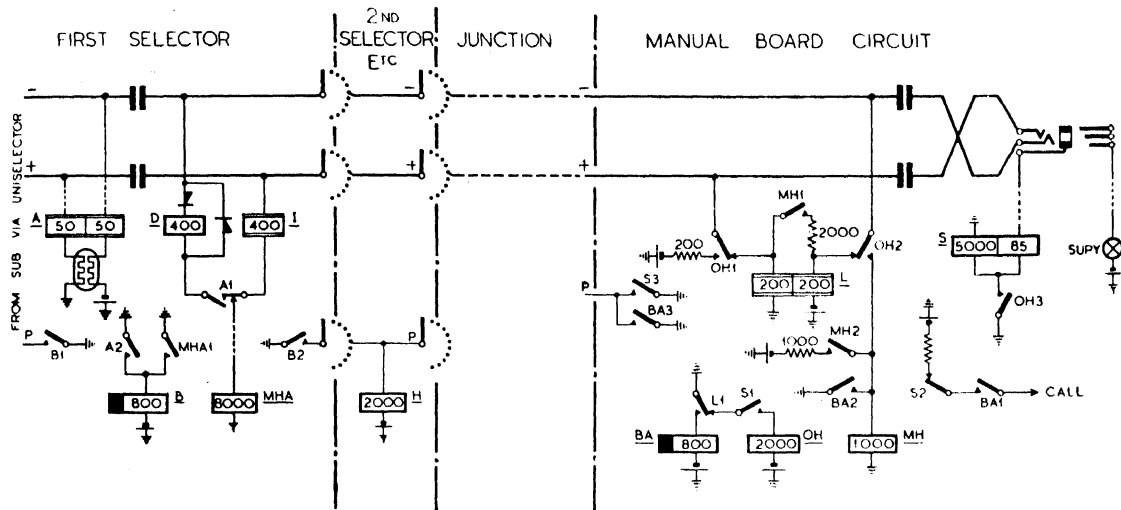 FIRST SELECTOR
2ND
SELECTOR
ETC
JUNCTION
MANUAL BOARD CIRCUIT
FROM SUB VIA UNISELECTOR
-
-
-
-
+
+
+
A
50 50
D
400
I
400
A1
P
B1
A2
MHA1
B2
P
800
B
8000
MHA
2000
H
MH1
2000
200
OH1
OH2
200 200
L
P
S3
BA3
1000
MH2
BA2
L1
S1
BA
800
2000
OH
1000
MH
S
5000 85
OH3
SUPY
S2
BA1
CALL